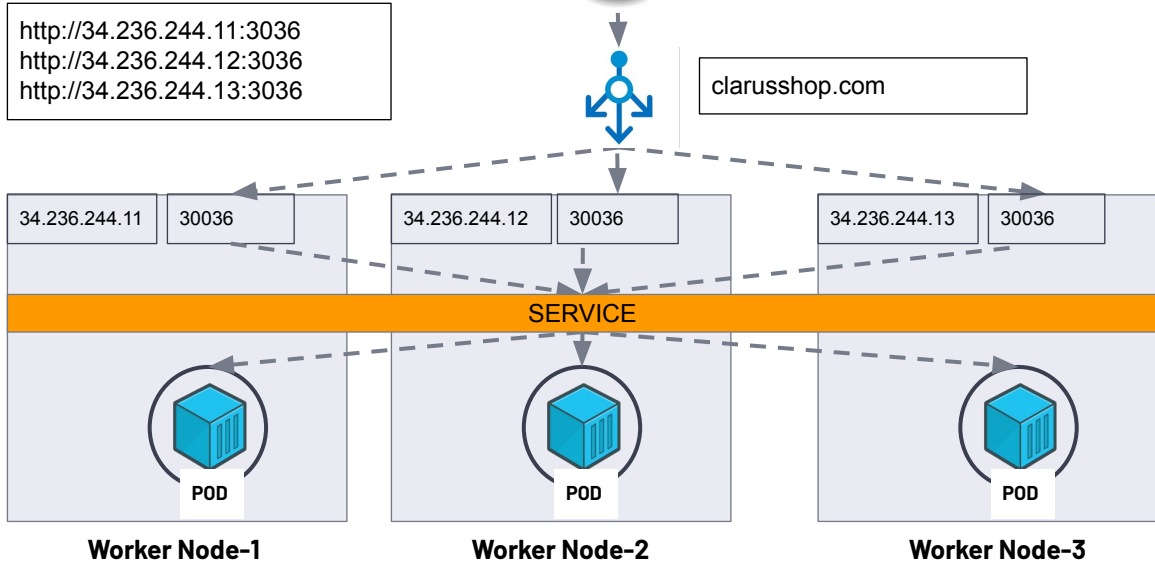 http://34.236.244.11:3036
http://34.236.244.12:3036
http://34.236.244.13:3036
clarusshop.com
34.236.244.11 30036
34.236.244.12 30036
34.236.244.13 30036
SERVICE
POD
POD
POD
Worker Node-1
Worker Node-2
Worker Node-3